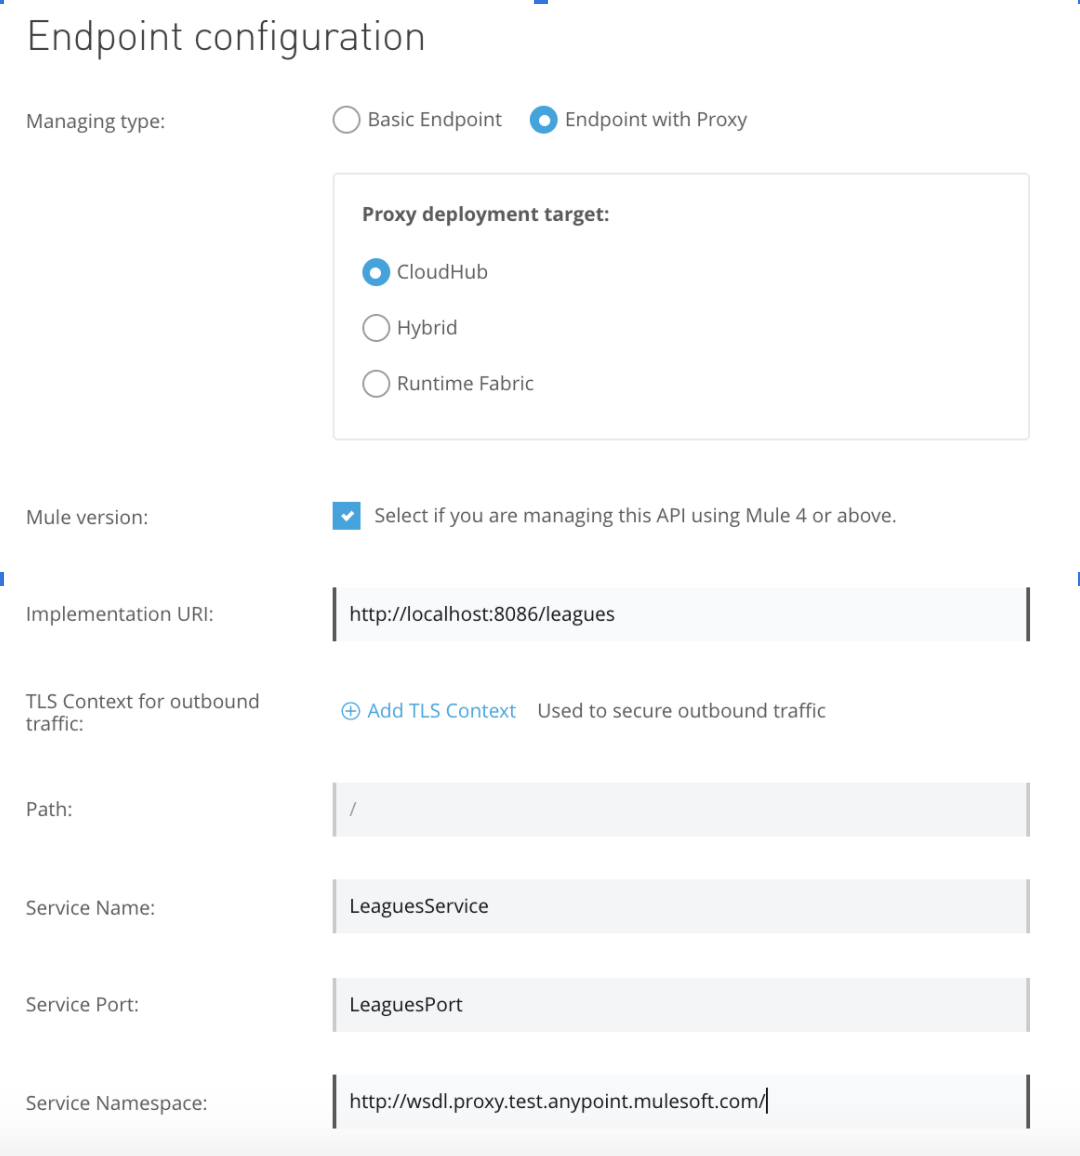 Endpoint configuration
Managing type:
Basic Endpoint
Endpoint with Proxy
Proxy deployment target:
CloudHub
Hybrid
Runtime Fabric
Mule version:
Select if you are managing this API using Mule 4 or above.
Implementation URI:
http://localhost:8086/leagues
TLS Context for outbound
traffic:
Add TLS Context
Used to secure outbound traffic
Path:
/
Service Name:
LeaguesService
Service Port:
LeaguesPort
Service Namespace:
http://wsdl.proxy.test.anypoint.mulesoft.com/